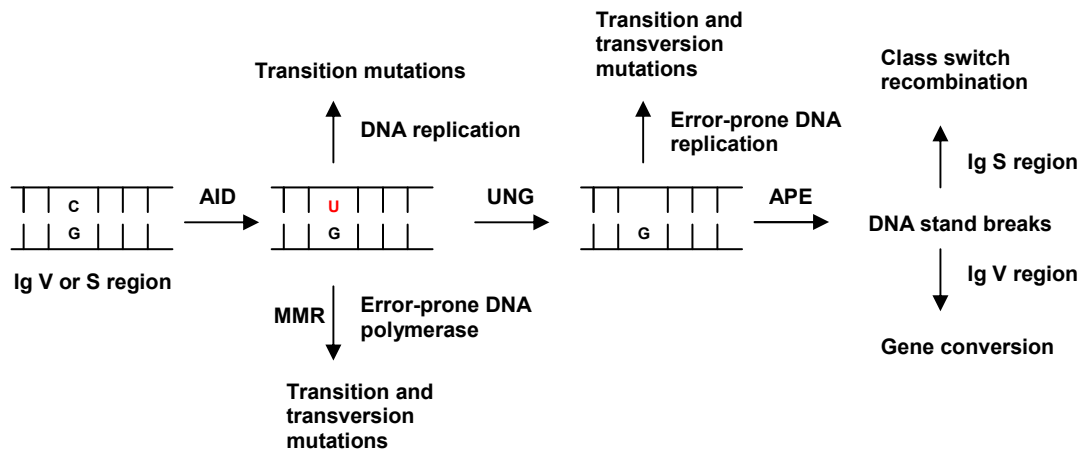 Transition and
transversion
mutations
Class switch
recombination
Transition mutations
DNA replication
Error-prone DNA
replication
Ig S region
AID
UNG
APE
C
G
U
G
G
DNA stand breaks
Ig V or S region
Ig V region
MMR
Error-prone DNA
polymerase
Gene conversion
Transition and
transversion
mutations